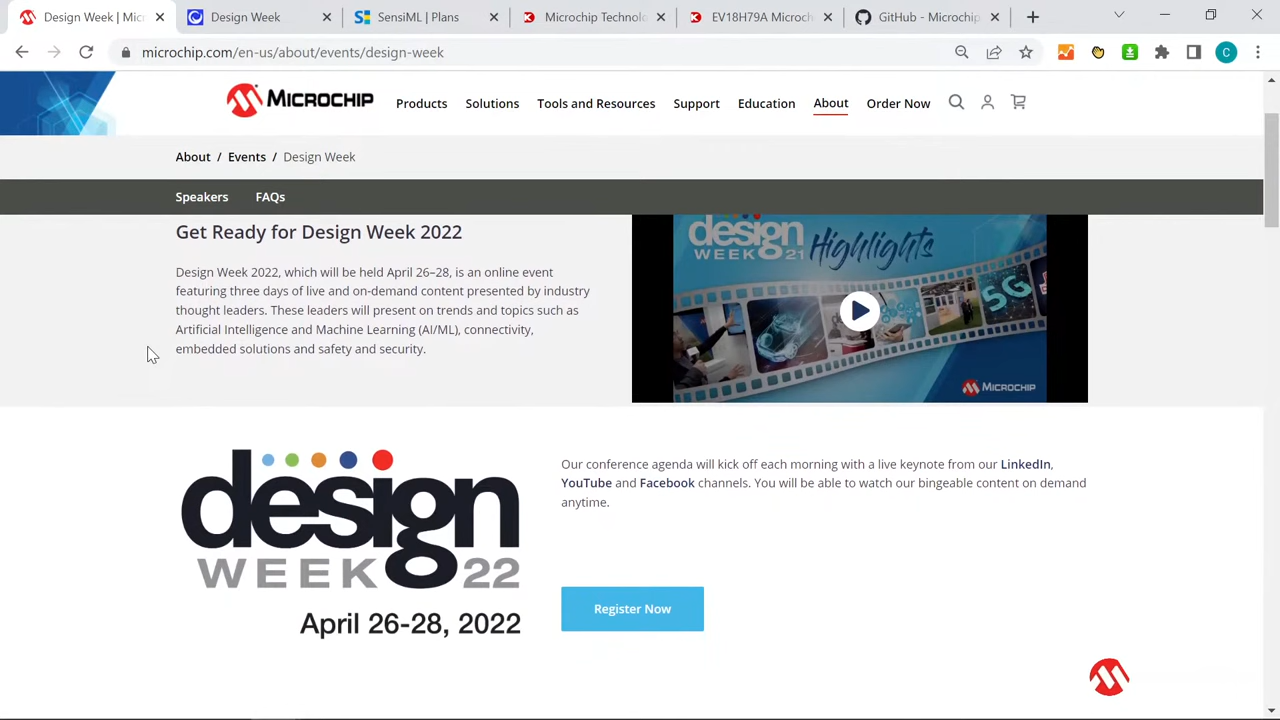 Design Week | Mic
Design Week
SensiML | Plans
Microchip Technolo
EV18H79A Microch
GitHub - Microchip
microchip.com/en-us/about/events/design-week
C
MICROCHIP
Products
Solutions
Tools and Resources
Support
Education
About
Order Now
About / Events / Design Week
Speakers
FAQs
Get Ready for Design Week 2022
Design Week 2022, which will be held April 26–28, is an online event
featuring three days of live and on-demand content presented by industry
thought leaders. These leaders will present on trends and topics such as
Artificial Intelligence and Machine Learning (AI/ML), connectivity,
embedded solutions and safety and security.
design
WEEK 21
Highlights
5G
MICROCHIP
design
WEEK 22
April 26-28, 2022
Our conference agenda will kick off each morning with a live keynote from our LinkedIn,
YouTube and Facebook channels. You will be able to watch our bingeable content on demand
anytime.
Register Now